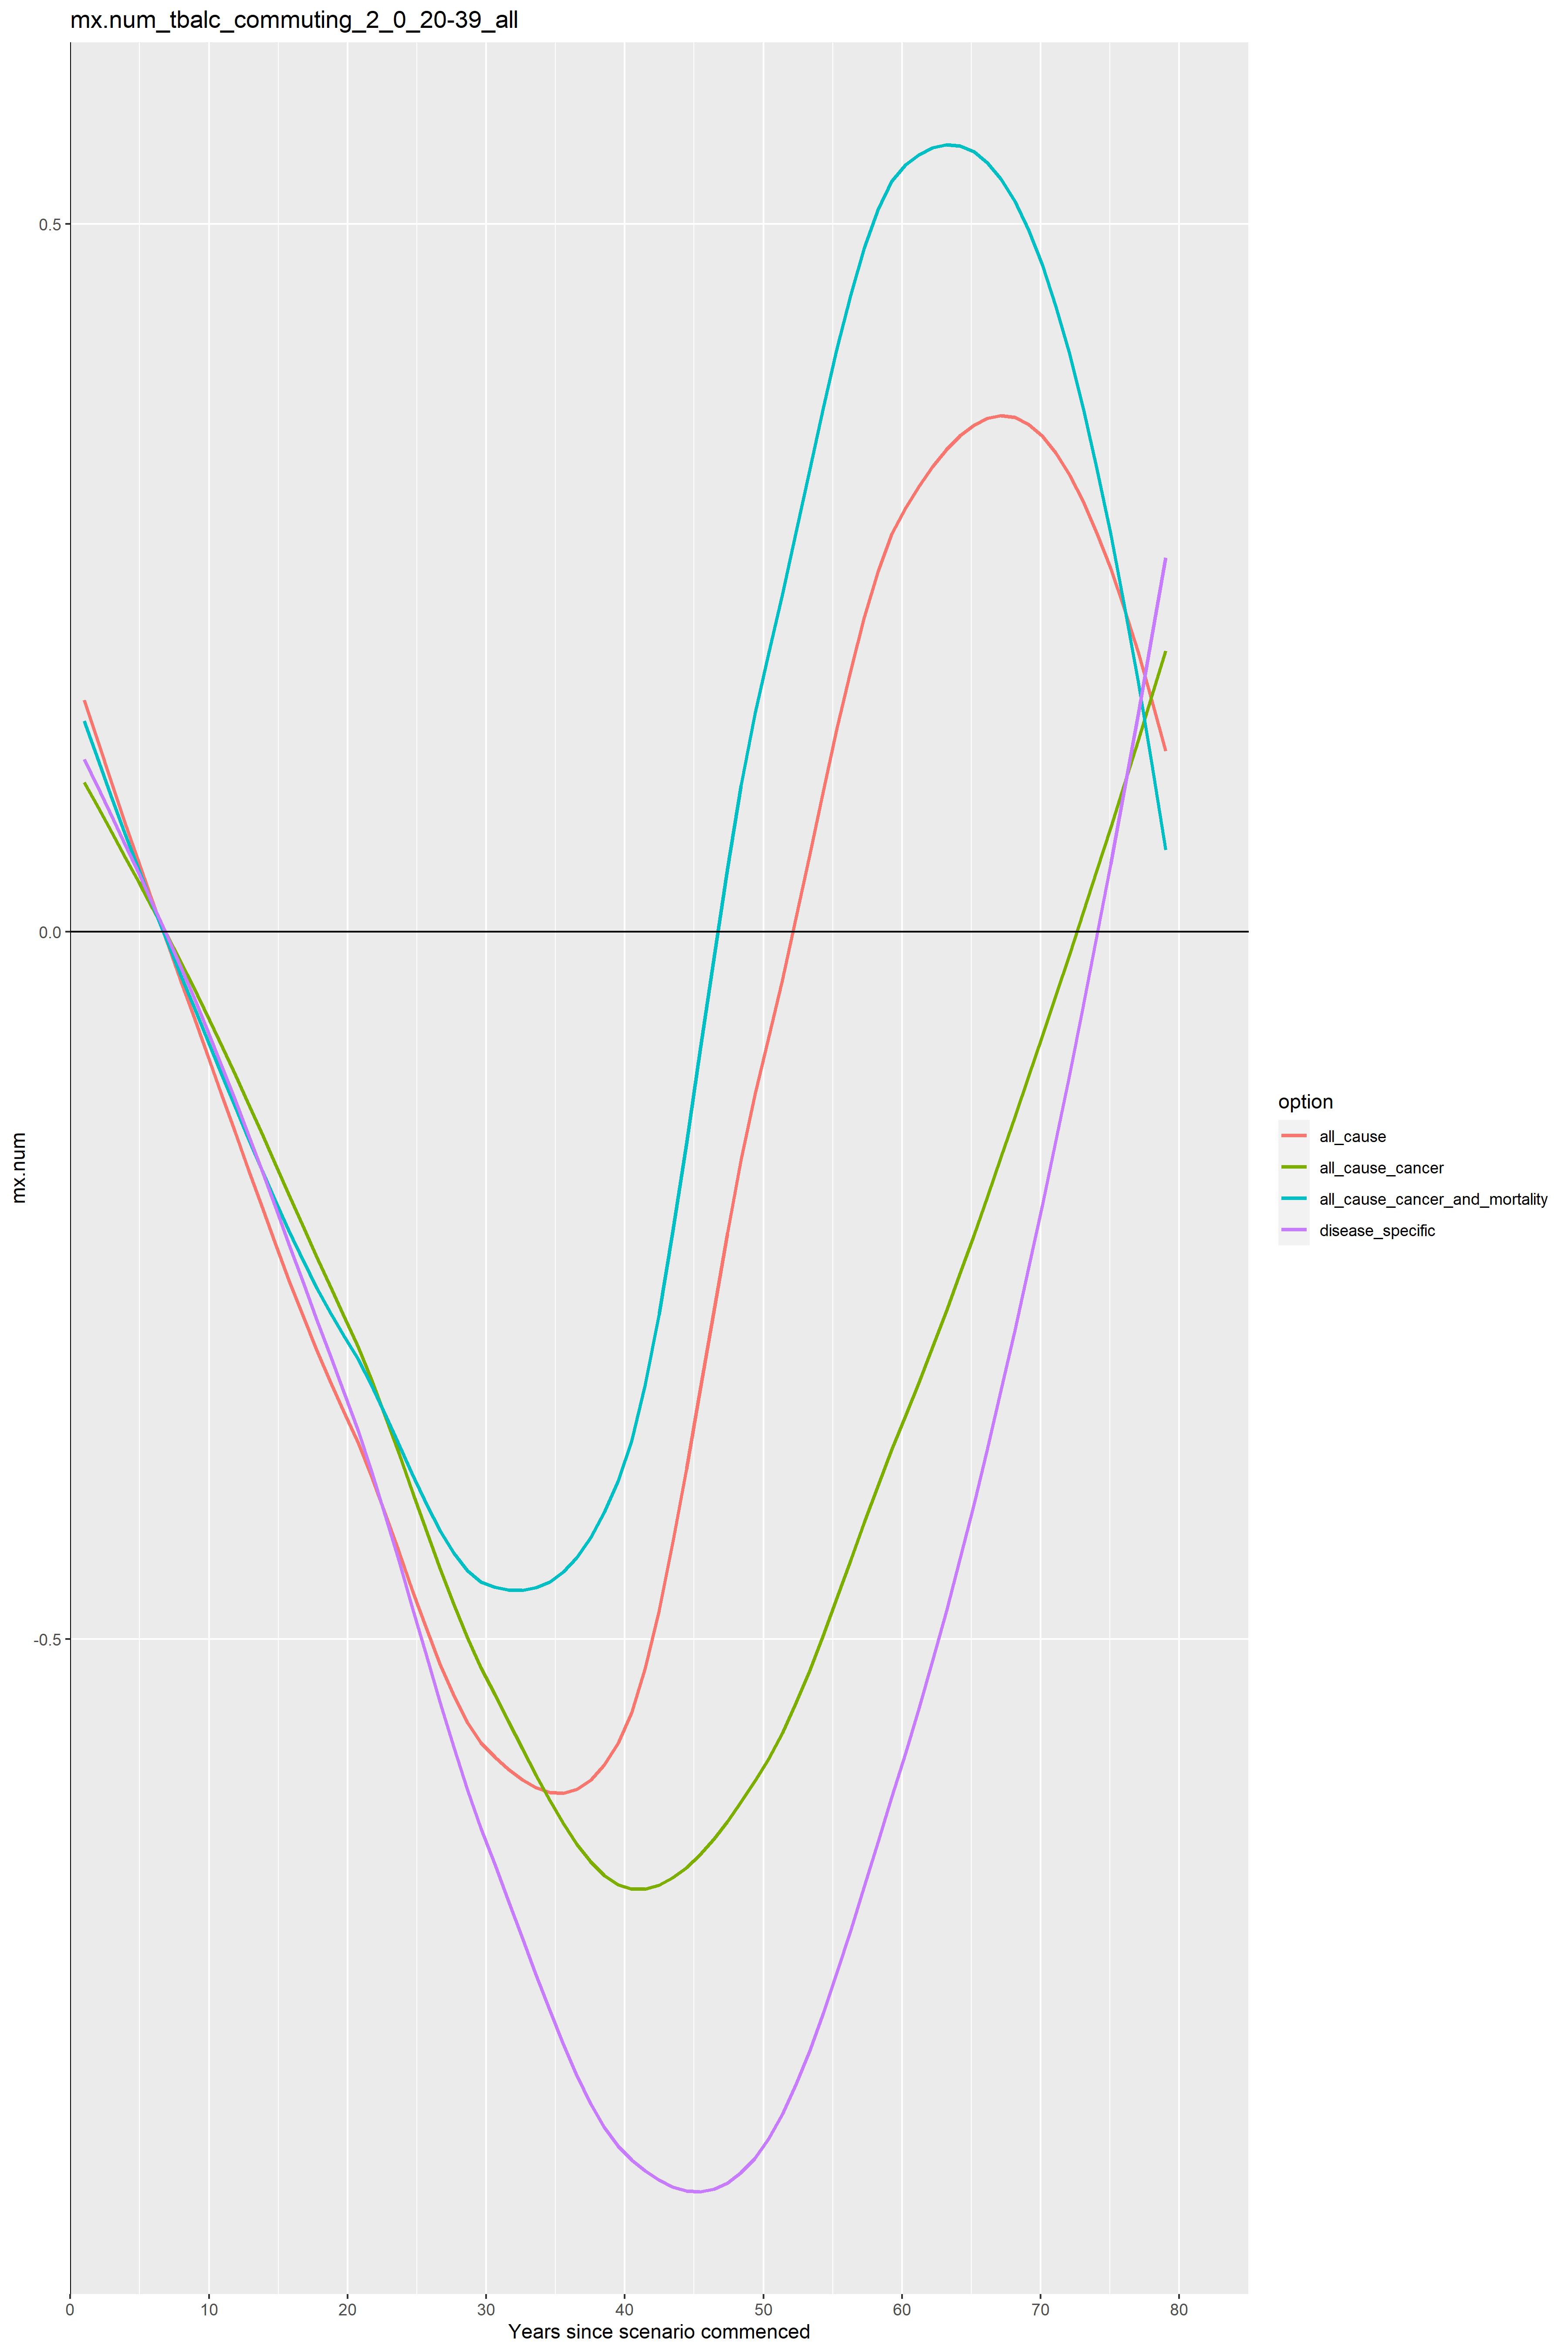 mx.num_tbalc_commuting_2_0_20-39_all
0.5
0.0
-0.5
mx.num
0 10 20 30 40 50 60 70 80
Years since scenario commenced
option
all_cause
all_cause_cancer
all_cause_cancer_and_mortality
disease_specific